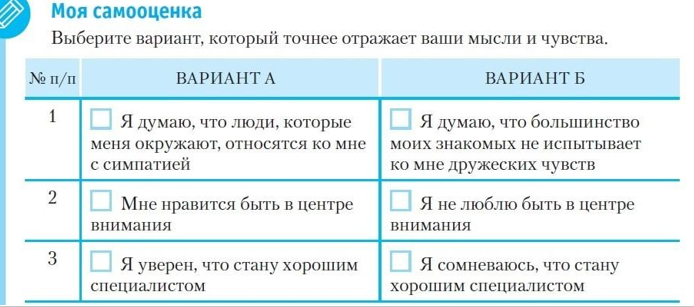 Моя самооценка
Выберите вариант, который точнее отражает ваши мысли и чувства.
№ п/п ВАРИАНТ А ВАРИАНТ Б
1
Я думаю, что люди, которые
меня окружают, относятся ко мне
с симпатией
Я думаю, что большинство
моих знакомых не испытывает
ко мне дружеских чувств
2
Мне нравится быть в центре
внимания
Я не люблю быть в центре
внимания
3
Я уверен, что стану хорошим
специалистом
Я сомневаюсь, что стану
хорошим специалистом